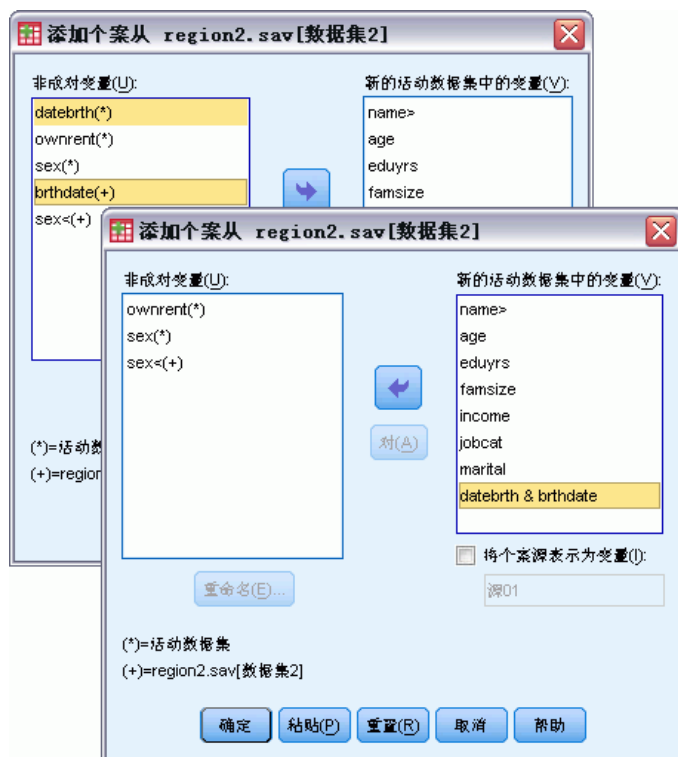 添加个案从 region2.sav[数据集2]
非成对变量(U):
新的活动数据集中的变量(V):
datebrth(*)
ownrent(*)
sex(*)
brthdate(+)
sex<(+)
name>
age
eduyrs
famsize
(*)=活动数
(+)=region
添加个案从 region2.sav[数据集2]
非成对变量(U):
新的活动数据集中的变量(V):
ownrent(*)
sex(*)
sex<(+)
name>
age
eduyrs
famsize
income
jobcat
marital
datebrth & brthdate
对(A)
将个案源表示为变量(I):
源01
重命名(E)...
(*)=活动数据集
(+)=region2.sav[数据集2]
确定
粘贴(P)
重置(R)
取消
帮助